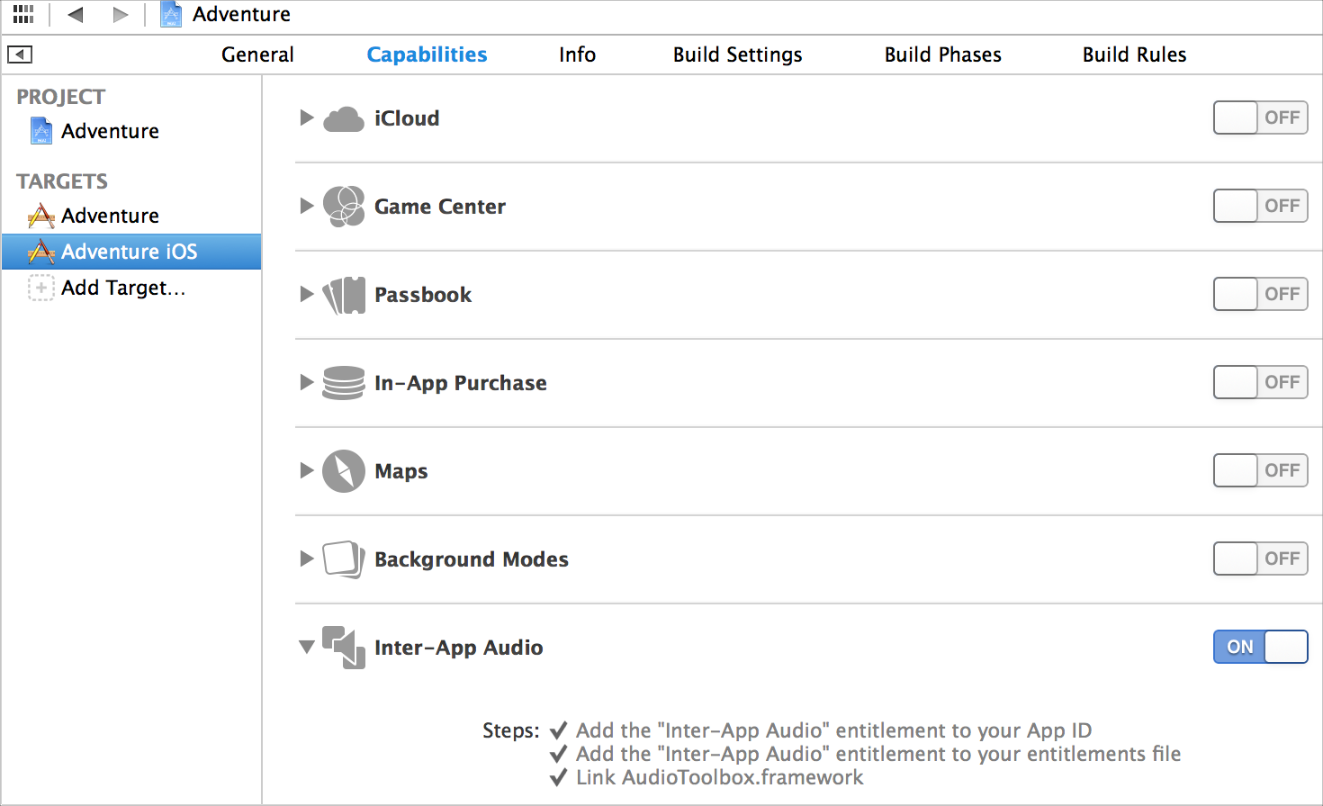 Adventure
General Capabilities Info Build Settings Build Phases Build Rules
PROJECT
Adventure
TARGETS
Adventure
Adventure iOS
Add Target...
iCloud OFF
Game Center OFF
Passbook OFF
In-App Purchase OFF
Maps OFF
Background Modes OFF
Inter-App Audio ON
Steps: ✔ Add the "Inter-App Audio" entitlement to your App ID
✔ Add the "Inter-App Audio" entitlement to your entitlements file
✔ Link AudioToolbox.framework